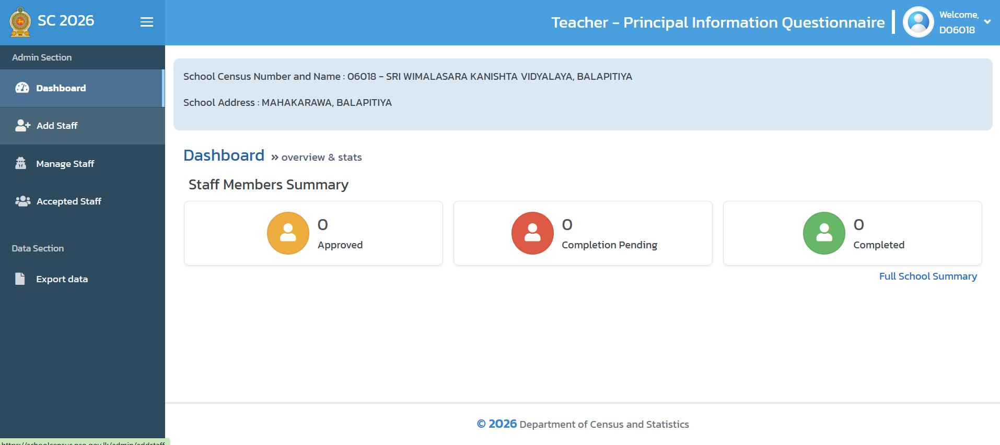 SC 2026
Teacher - Principal Information Questionnaire
Welcome,
D06018
Admin Section
Dashboard
Add Staff
Manage Staff
Accepted Staff
Data Section
Export data
School Census Number and Name : 06018 - SRI WIMALASARA KANISHTA VIDYALAYA, BALAPITIYA
School Address : MAHAKARAWA, BALAPITIYA
Dashboard » overview & stats
Staff Members Summary
0
Approved
0
Completion Pending
0
Completed
Full School Summary
© 2026 Department of Census and Statistics
https://schoolcensus.nso.gov.lk/admin/addstaff